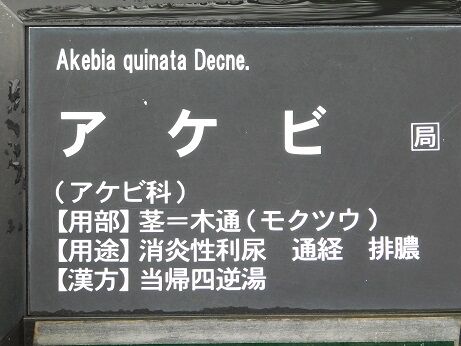 Akebia quinata Decne.
アケビ 局
(アケビ科)
【用部】茎=木通(モクツウ)
【用途】消炎性利尿 通経 排膿
【漢方】当帰四逆湯